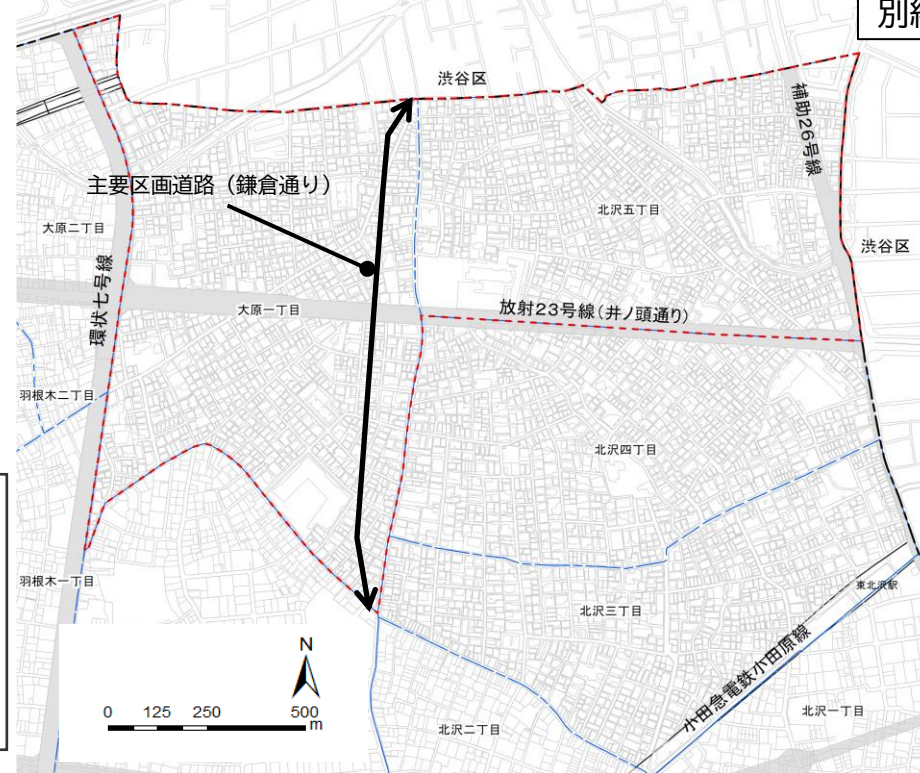 別紙
渋谷区
補助26号線
主要区画道路（鎌倉通り）
北沢五丁目
大原二丁目
渋谷区
環状七号線
大原一丁目
放射23号線(井ノ頭通り)
羽根木二丁目
北沢四丁目
羽根木一丁目
東北沢駅
北沢三丁目
小田急電鉄小田原線
N
0 125 250 500
m
北沢一丁目
北沢二丁目